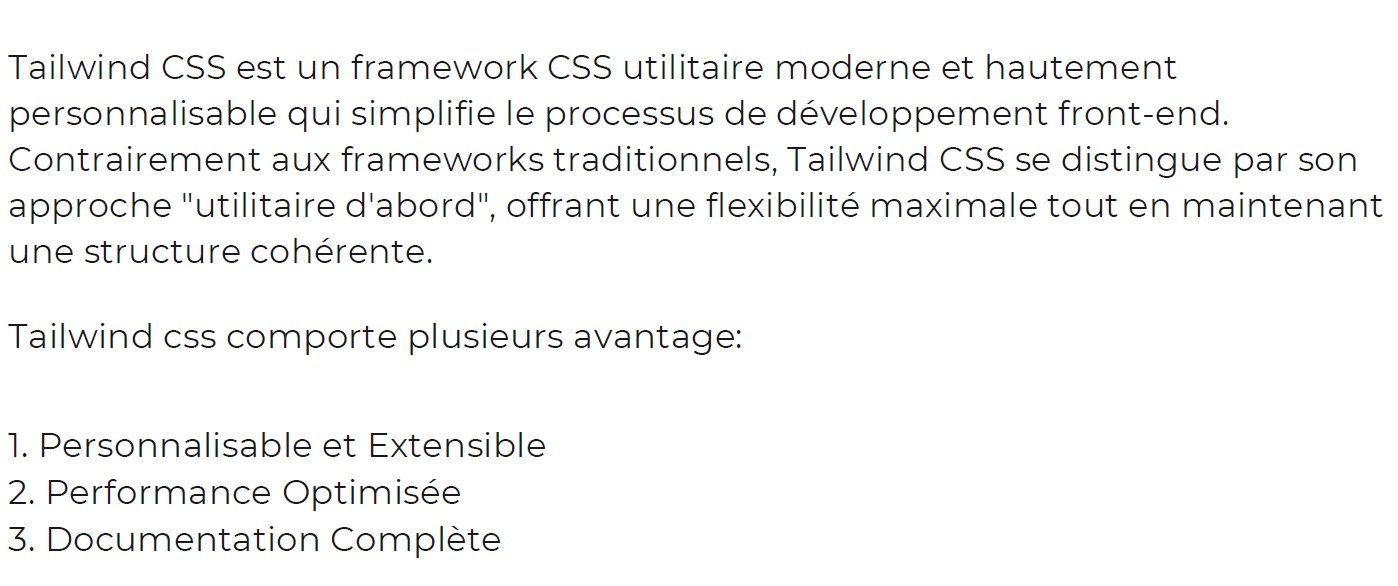 Tailwind CSS est un framework CSS utilitaire moderne et hautement
personnalisable qui simplifie le processus de développement front-end.
Contrairement aux frameworks traditionnels, Tailwind CSS se distingue par son
approche "utilitaire d'abord", offrant une flexibilité maximale tout en maintenant
une structure cohérente.
Tailwind css comporte plusieurs avantage:
1. Personnalisable et Extensible
2. Performance Optimisée
3. Documentation Complète